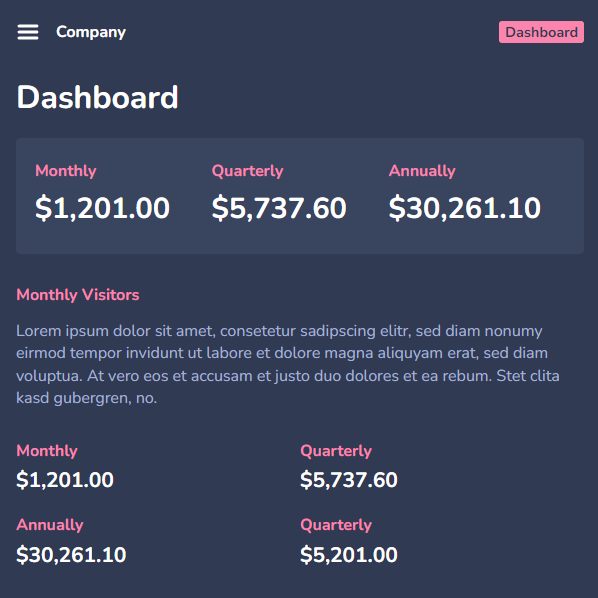 Company
Dashboard
Dashboard
Monthly Quarterly Annually
$1,201.00 $5,737.60 $30,261.10
Monthly Visitors
Lorem ipsum dolor sit amet, consetetur sadipscing elitr, sed diam nonumy
eirmod tempor invidunt ut labore et dolore magna aliquyam erat, sed diam
voluptua. At vero eos et accusam et justo duo dolores et ea rebum. Stet clita
kasd gubergren, no.
Monthly Quarterly
$1,201.00 $5,737.60
Annually Quarterly
$30,261.10 $5,201.00